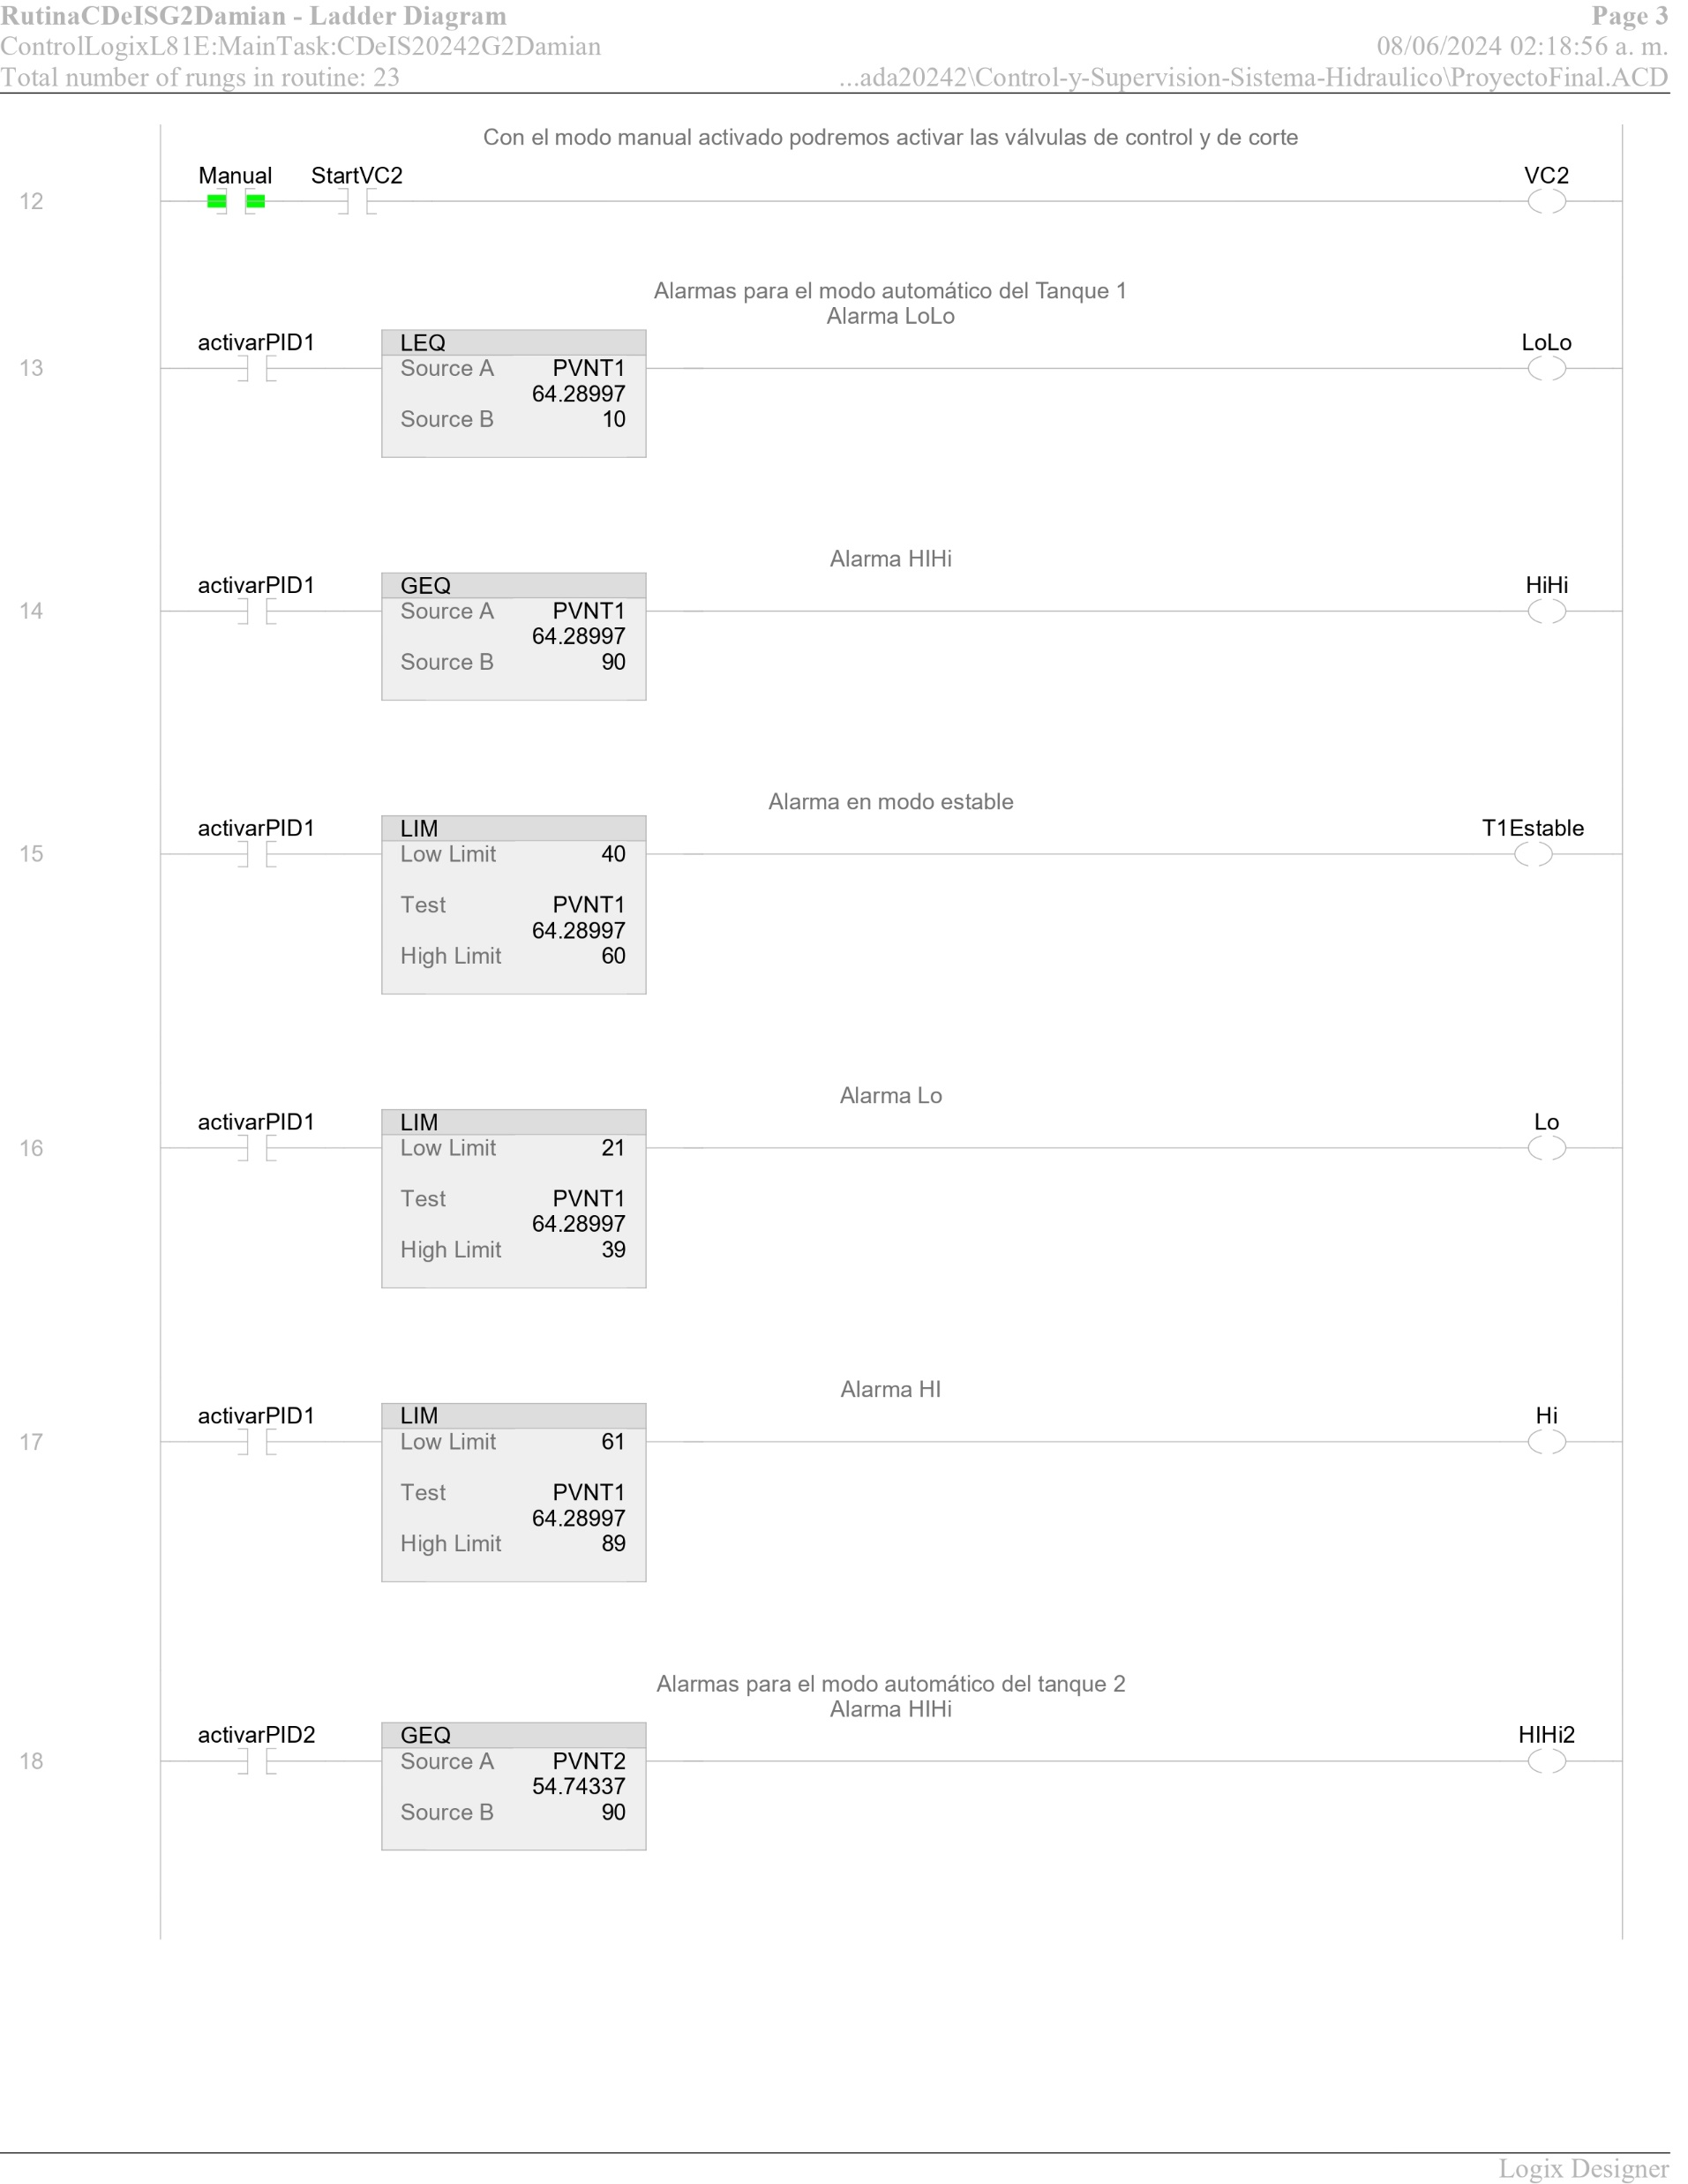 RutinaCDeISG2Damian - Ladder Diagram
Page 3
ControlLogixL81E:MainTask:CDeIS20242G2Damian
08/06/2024 02:18:56 a. m.
Total number of rungs in routine: 23
...ada20242\Control-y-Supervision-Sistema-Hidraulico\ProyectoFinal.ACD
Con el modo manual activado podremos activar las válvulas de control y de corte
Manual
StartVC2
VC2
12
Alarmas para el modo automático del Tanque 1
Alarma LoLo
activarPID1
LEQ
LoLo
13
Source A PVNT1
64.28997
Source B 10
Alarma HIHi
activarPID1
GEQ
HiHi
14
Source A PVNT1
64.28997
Source B 90
Alarma en modo estable
activarPID1
LIM
T1Estable
15
Low Limit 40
Test PVNT1
64.28997
High Limit 60
Alarma Lo
activarPID1
LIM
Lo
16
Low Limit 21
Test PVNT1
64.28997
High Limit 39
Alarma HI
activarPID1
LIM
Hi
17
Low Limit 61
Test PVNT1
64.28997
High Limit 89
Alarmas para el modo automático del tanque 2
Alarma HIHi
activarPID2
GEQ
HIHi2
18
Source A PVNT2
54.74337
Source B 90
Logix Designer